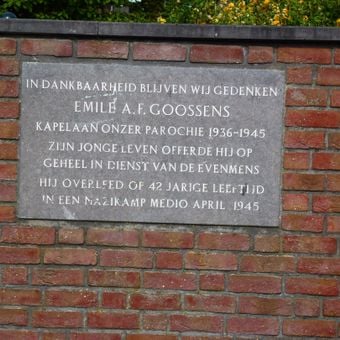 IN DANKBAARHEID BLIJVEN WIJ GEDENKEN
EMILE A.F. GOOSSENS
KAPELAAN ONZER PAROCHIE 1936-1945
ZIJN JONGE LEVEN OFFERDE HIJ OP
GEHEEL IN DIENST VAN DE EVENMENS
HIJ OVERLEED OP 42 JARIGE LEEFTIJD
IN EEN NAZIKAMP MEDIO APRIL 1945